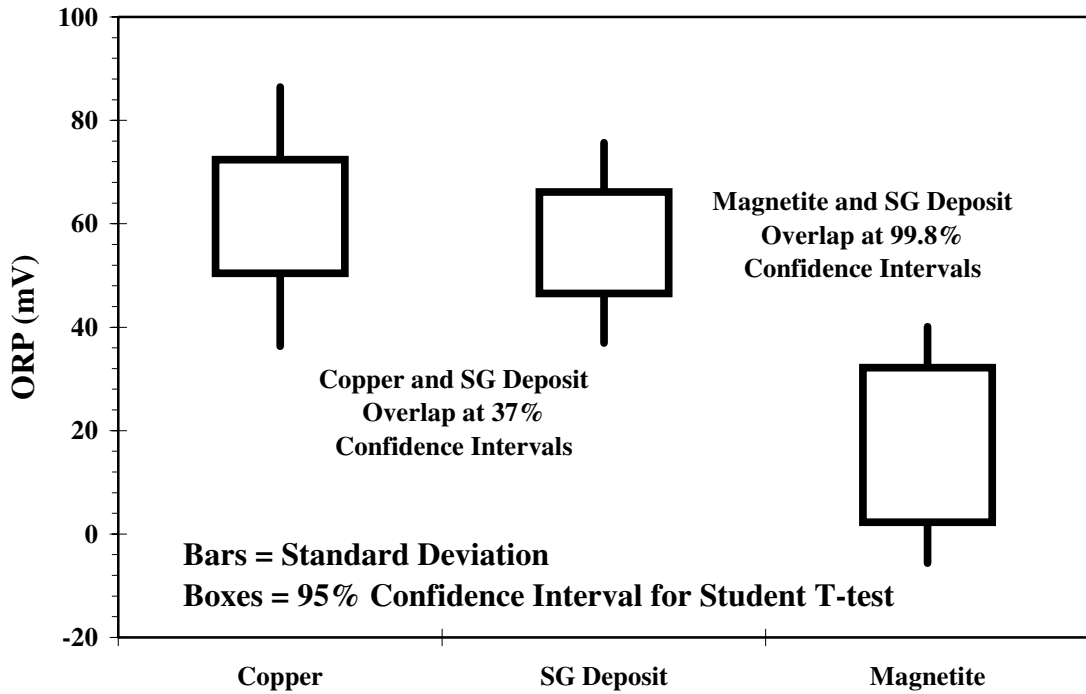 100
80
60
40
20
0
-20
ORP (mV)
Magnetite and SG Deposit
Overlap at 99.8%
Confidence Intervals
Copper and SG Deposit
Overlap at 37%
Confidence Intervals
Bars = Standard Deviation
Boxes = 95% Confidence Interval for Student T-test
Copper
SG Deposit
Magnetite